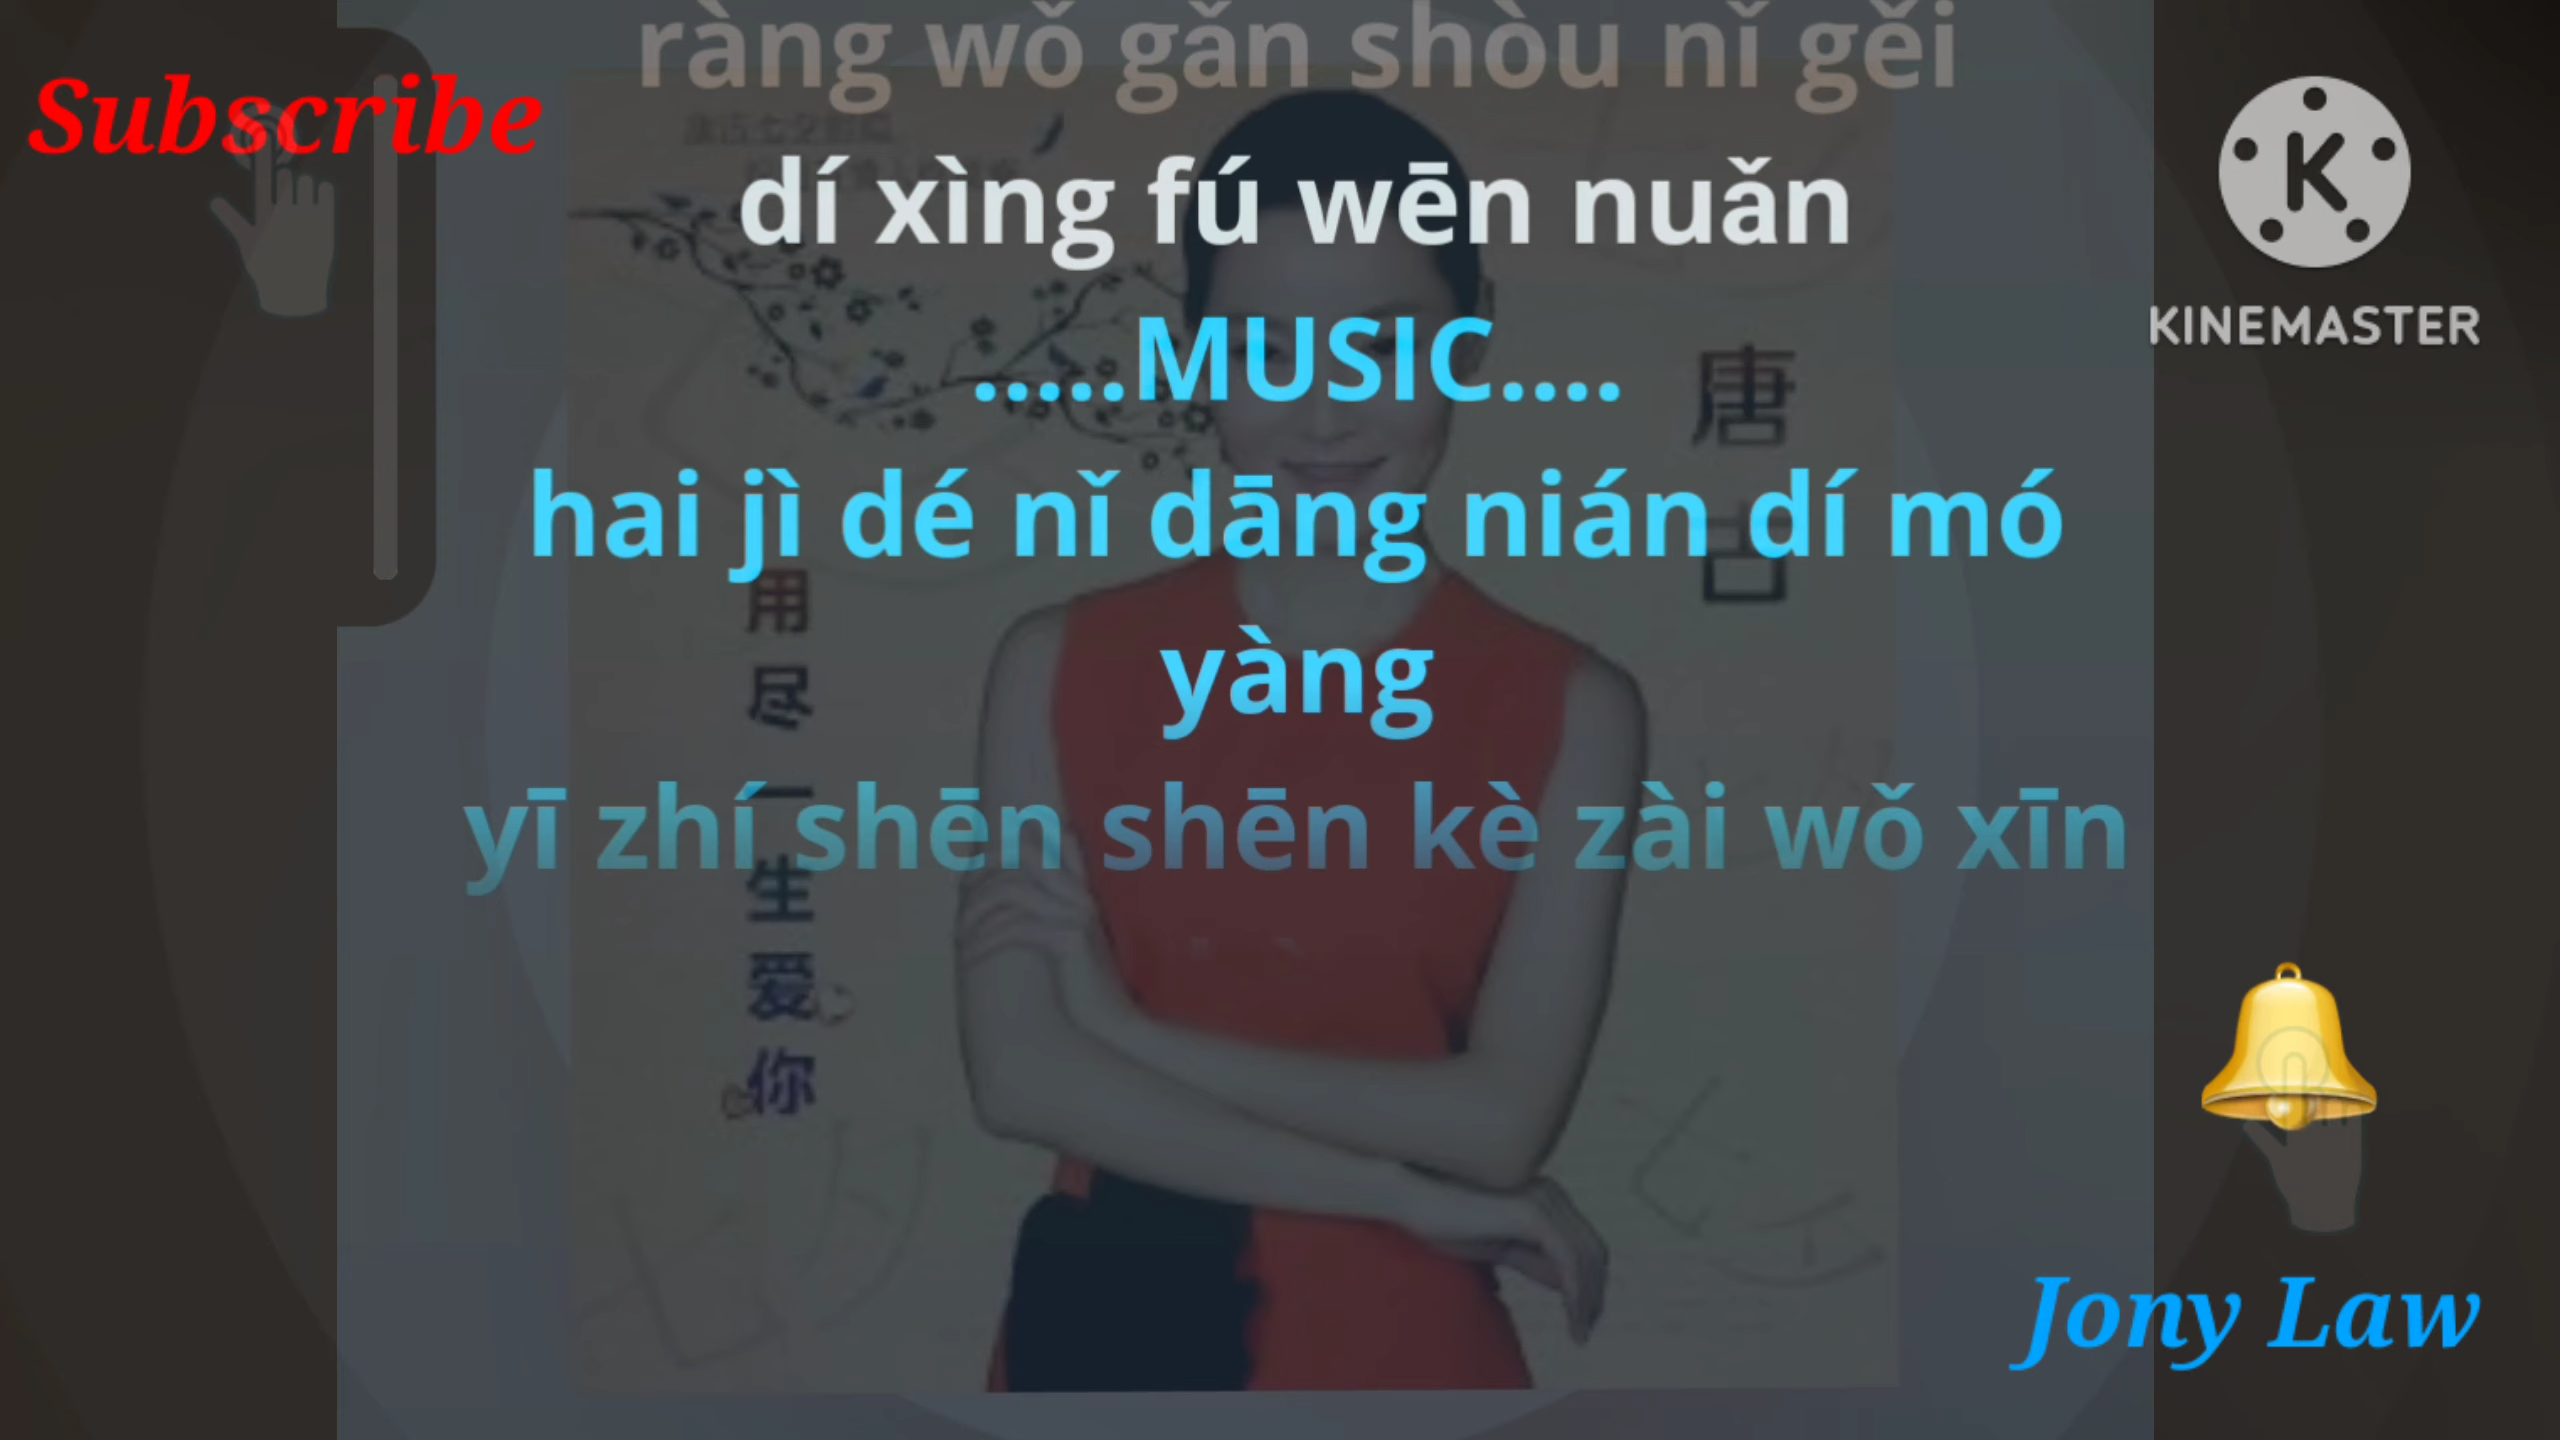 ràng wǒ gǎn shòu nǐ gěi
Subscribe
dí xìng fú wēn nuǎn
KINEMASTER
.....MUSIC....
唐古
hai jì dé nǐ dāng nián dí mó
yàng
用尽一生爱你
yī zhí shēn shēn kè zài wǒ xīn
Jony Law